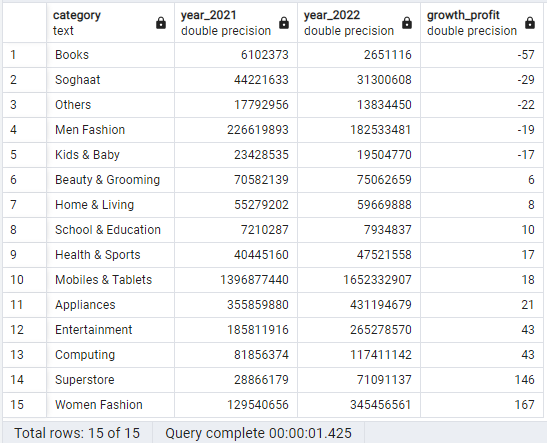 category year_2021 year_2022 growth_profit
text double precision double precision double precision
1 Books 6102373 2651116 -57
2 Soghaat 44221633 31300608 -29
3 Others 17792956 13834450 -22
4 Men Fashion 226619893 182533481 -19
5 Kids & Baby 23428535 19504770 -17
6 Beauty & Grooming 70582139 75062659 6
7 Home & Living 55279202 59669888 8
8 School & Education 7210287 7934837 10
9 Health & Sports 40445160 47521558 17
10 Mobiles & Tablets 1396877440 1652332907 18
11 Appliances 355859880 431194679 21
12 Entertainment 185811916 265278570 43
13 Computing 81856374 117411142 43
14 Superstore 28866179 71091137 146
15 Women Fashion 129540656 345456561 167
Total rows: 15 of 15 Query complete 00:00:01.425